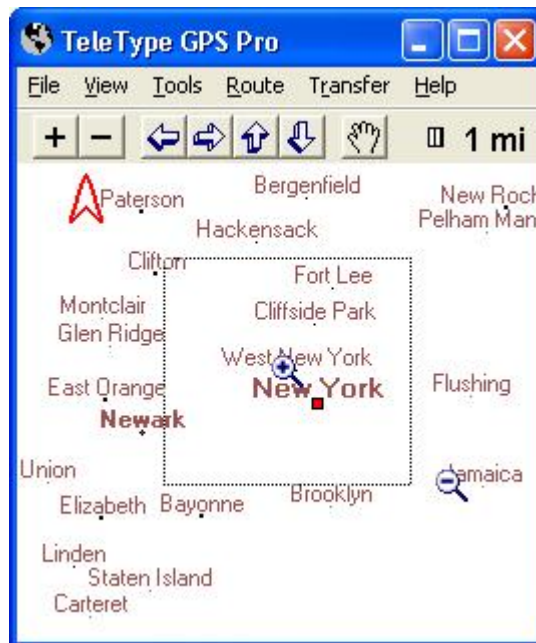 TeleType GPS Pro
File View Tools Route Transfer Help
+ − 1 mi
Paterson Bergenfield New Roch
Hackensack Pelham Man
Clifton Fort Lee
Montclair Cliffside Park
Glen Ridge West New York
East Orange New York Flushing
Newark
Union Jamaica
Elizabeth Bayonne Brooklyn
Linden
Staten Island
Carteret